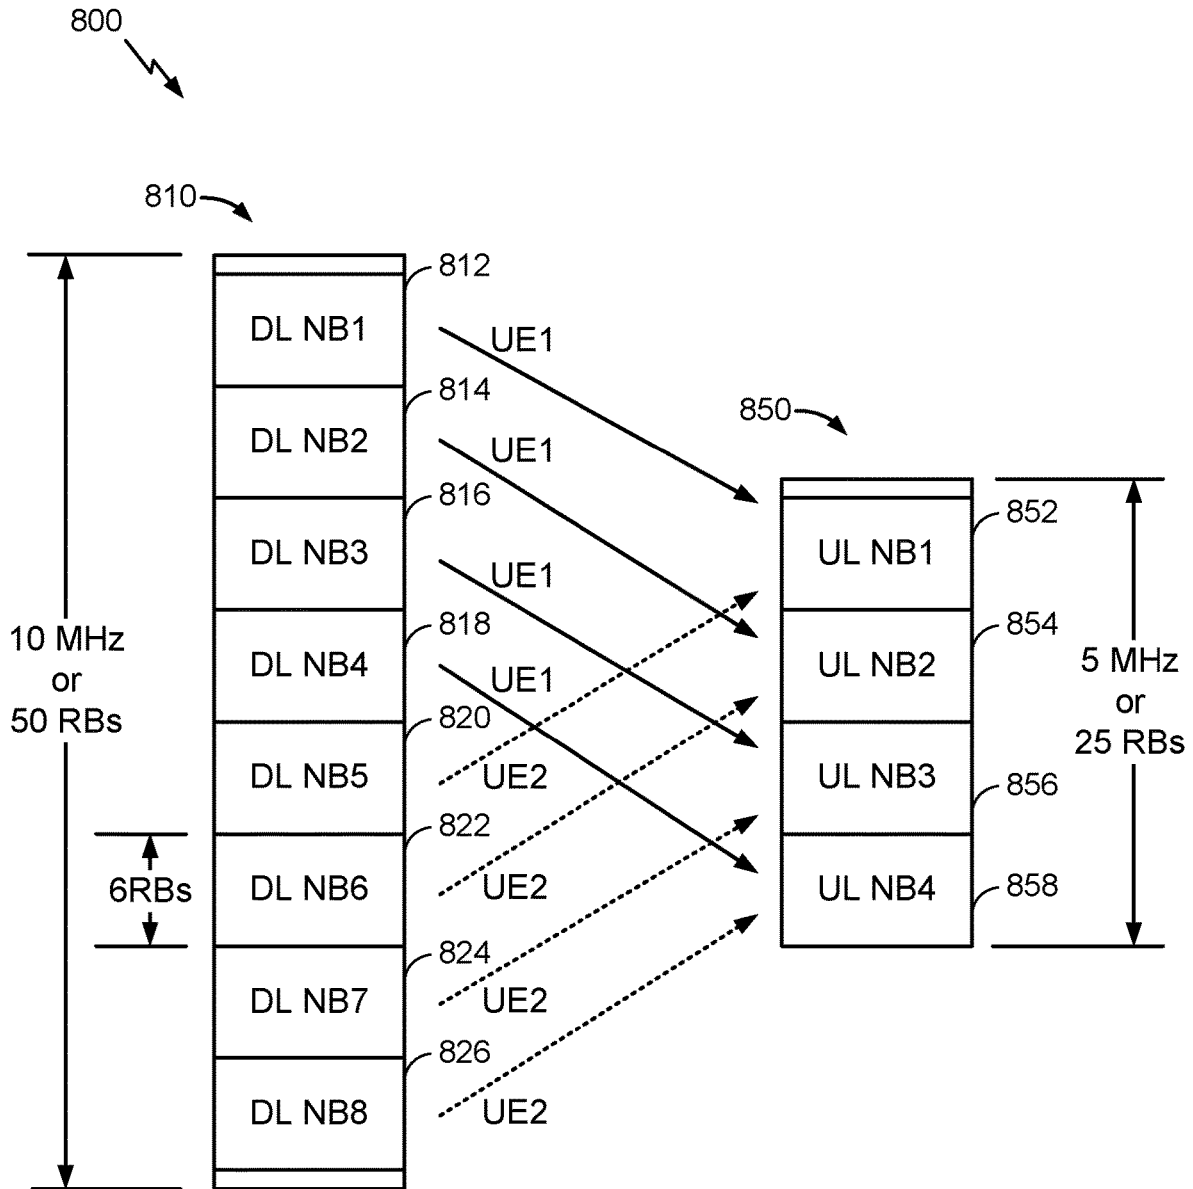 800
810
812
DL NB1
UE1
814
850
DL NB2
UE1
816
852
DL NB3
UL NB1
UE1
818
854
10 MHz
or
50 RBs
DL NB4
UE1
UL NB2
5 MHz
or
25 RBs
820
DL NB5
UE2
UL NB3
856
822
6RBs
DL NB6
UE2
UL NB4
858
824
DL NB7
UE2
826
DL NB8
UE2